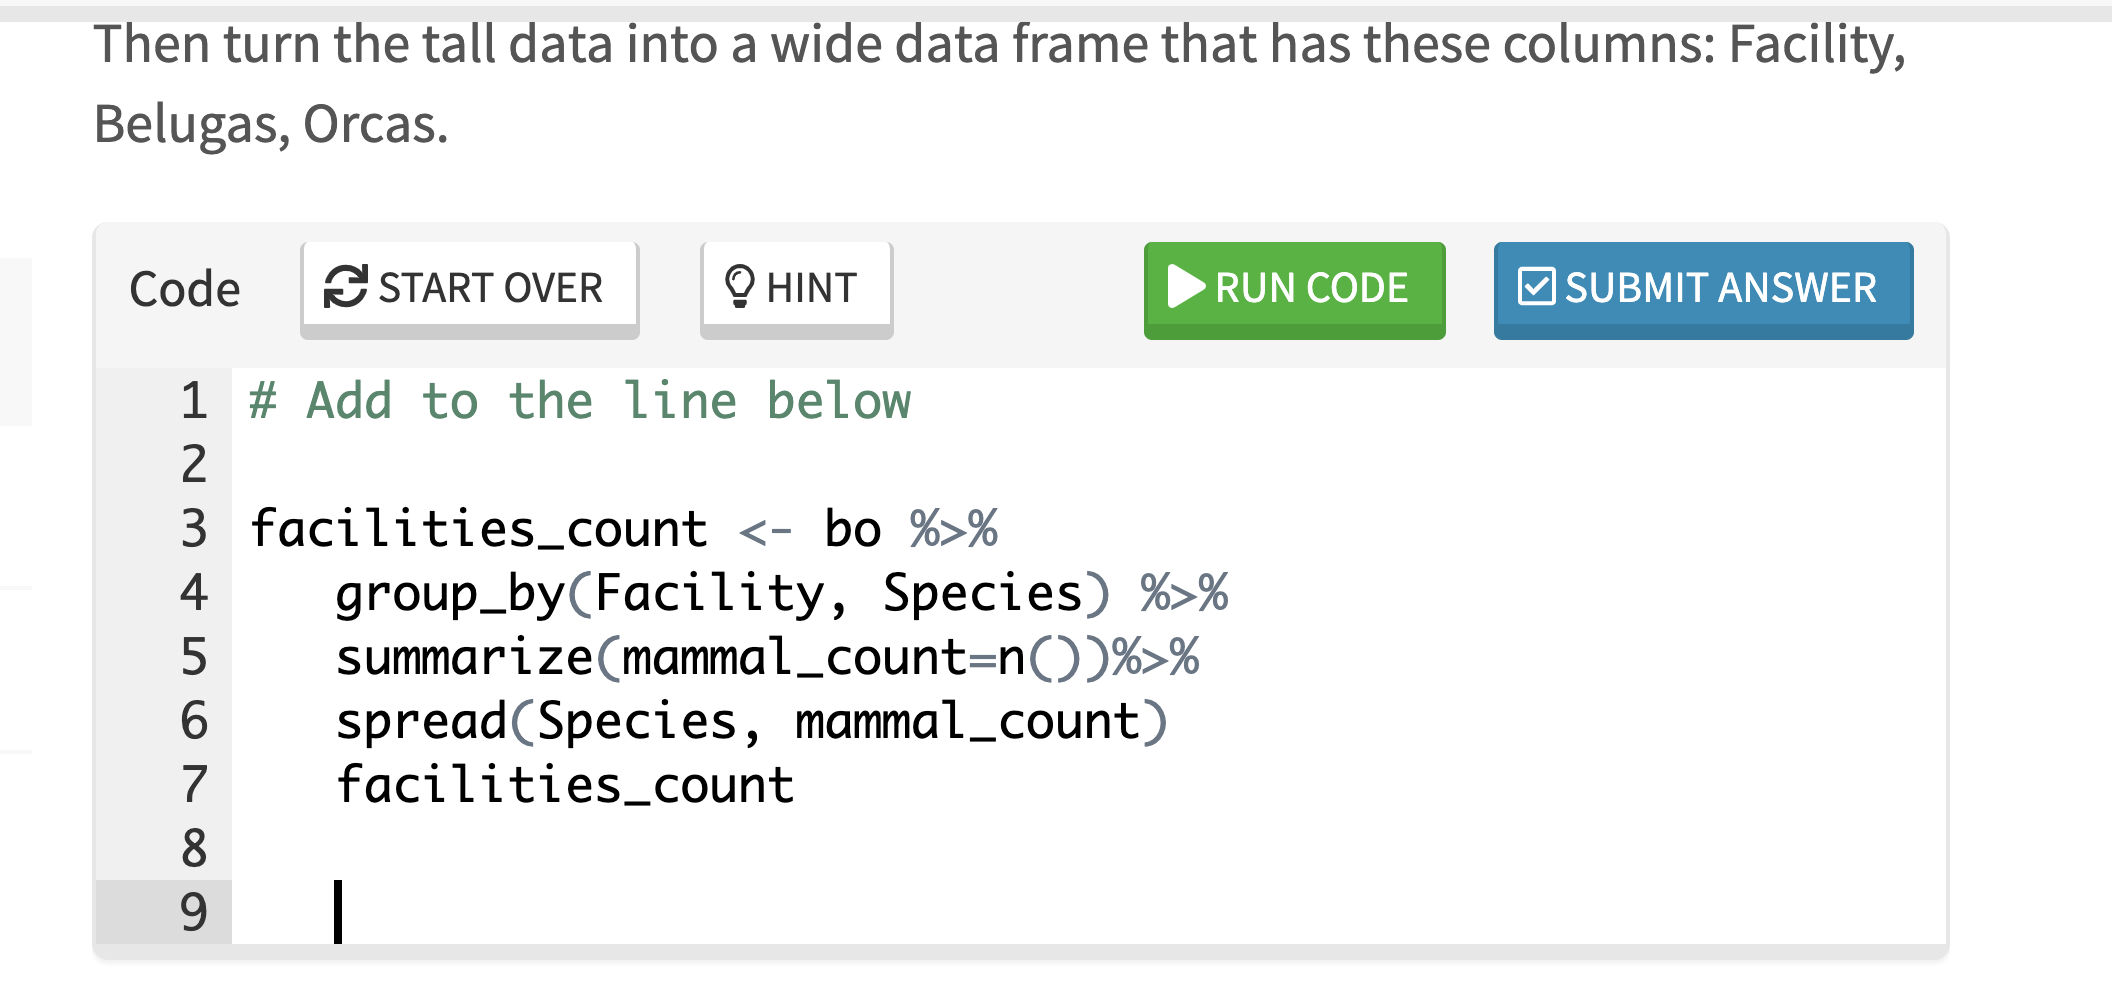 Then turn the tall data into a wide data frame that has these columns: Facility,
Belugas, Orcas.
Code START OVER HINT RUN CODE SUBMIT ANSWER
1 # Add to the line below
2
3 facilities_count <- bo %>%
4 group_by(Facility, Species) %>%
5 summarize(mammal_count=n())%>%
6 spread(Species, mammal_count)
7 facilities_count
8
9